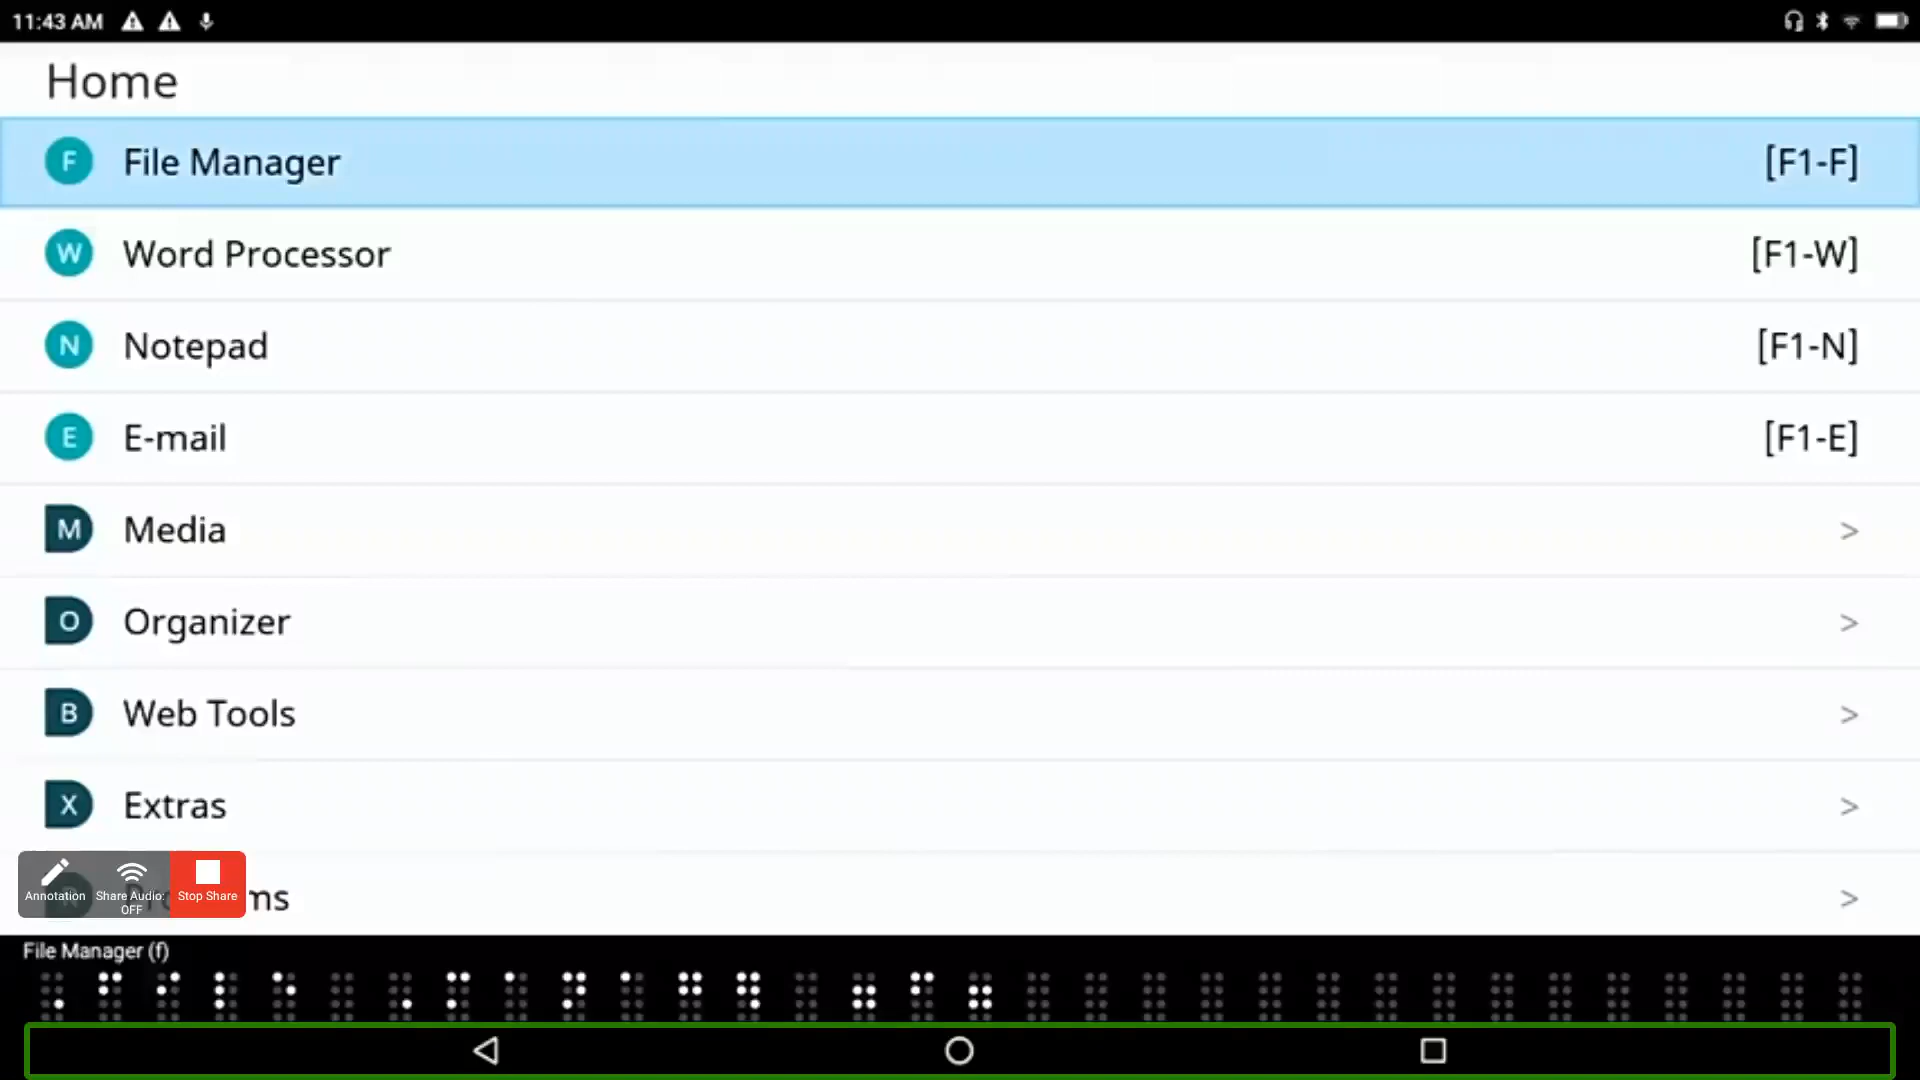 11:43 AM
Home
F File Manager [F1-F]
W Word Processor [F1-W]
N Notepad [F1-N]
E E-mail [F1-E]
M Media >
O Organizer >
B Web Tools >
X Extras >
Annotation
Share Audio: OFF
Stop Share
ms >
File Manager (f)